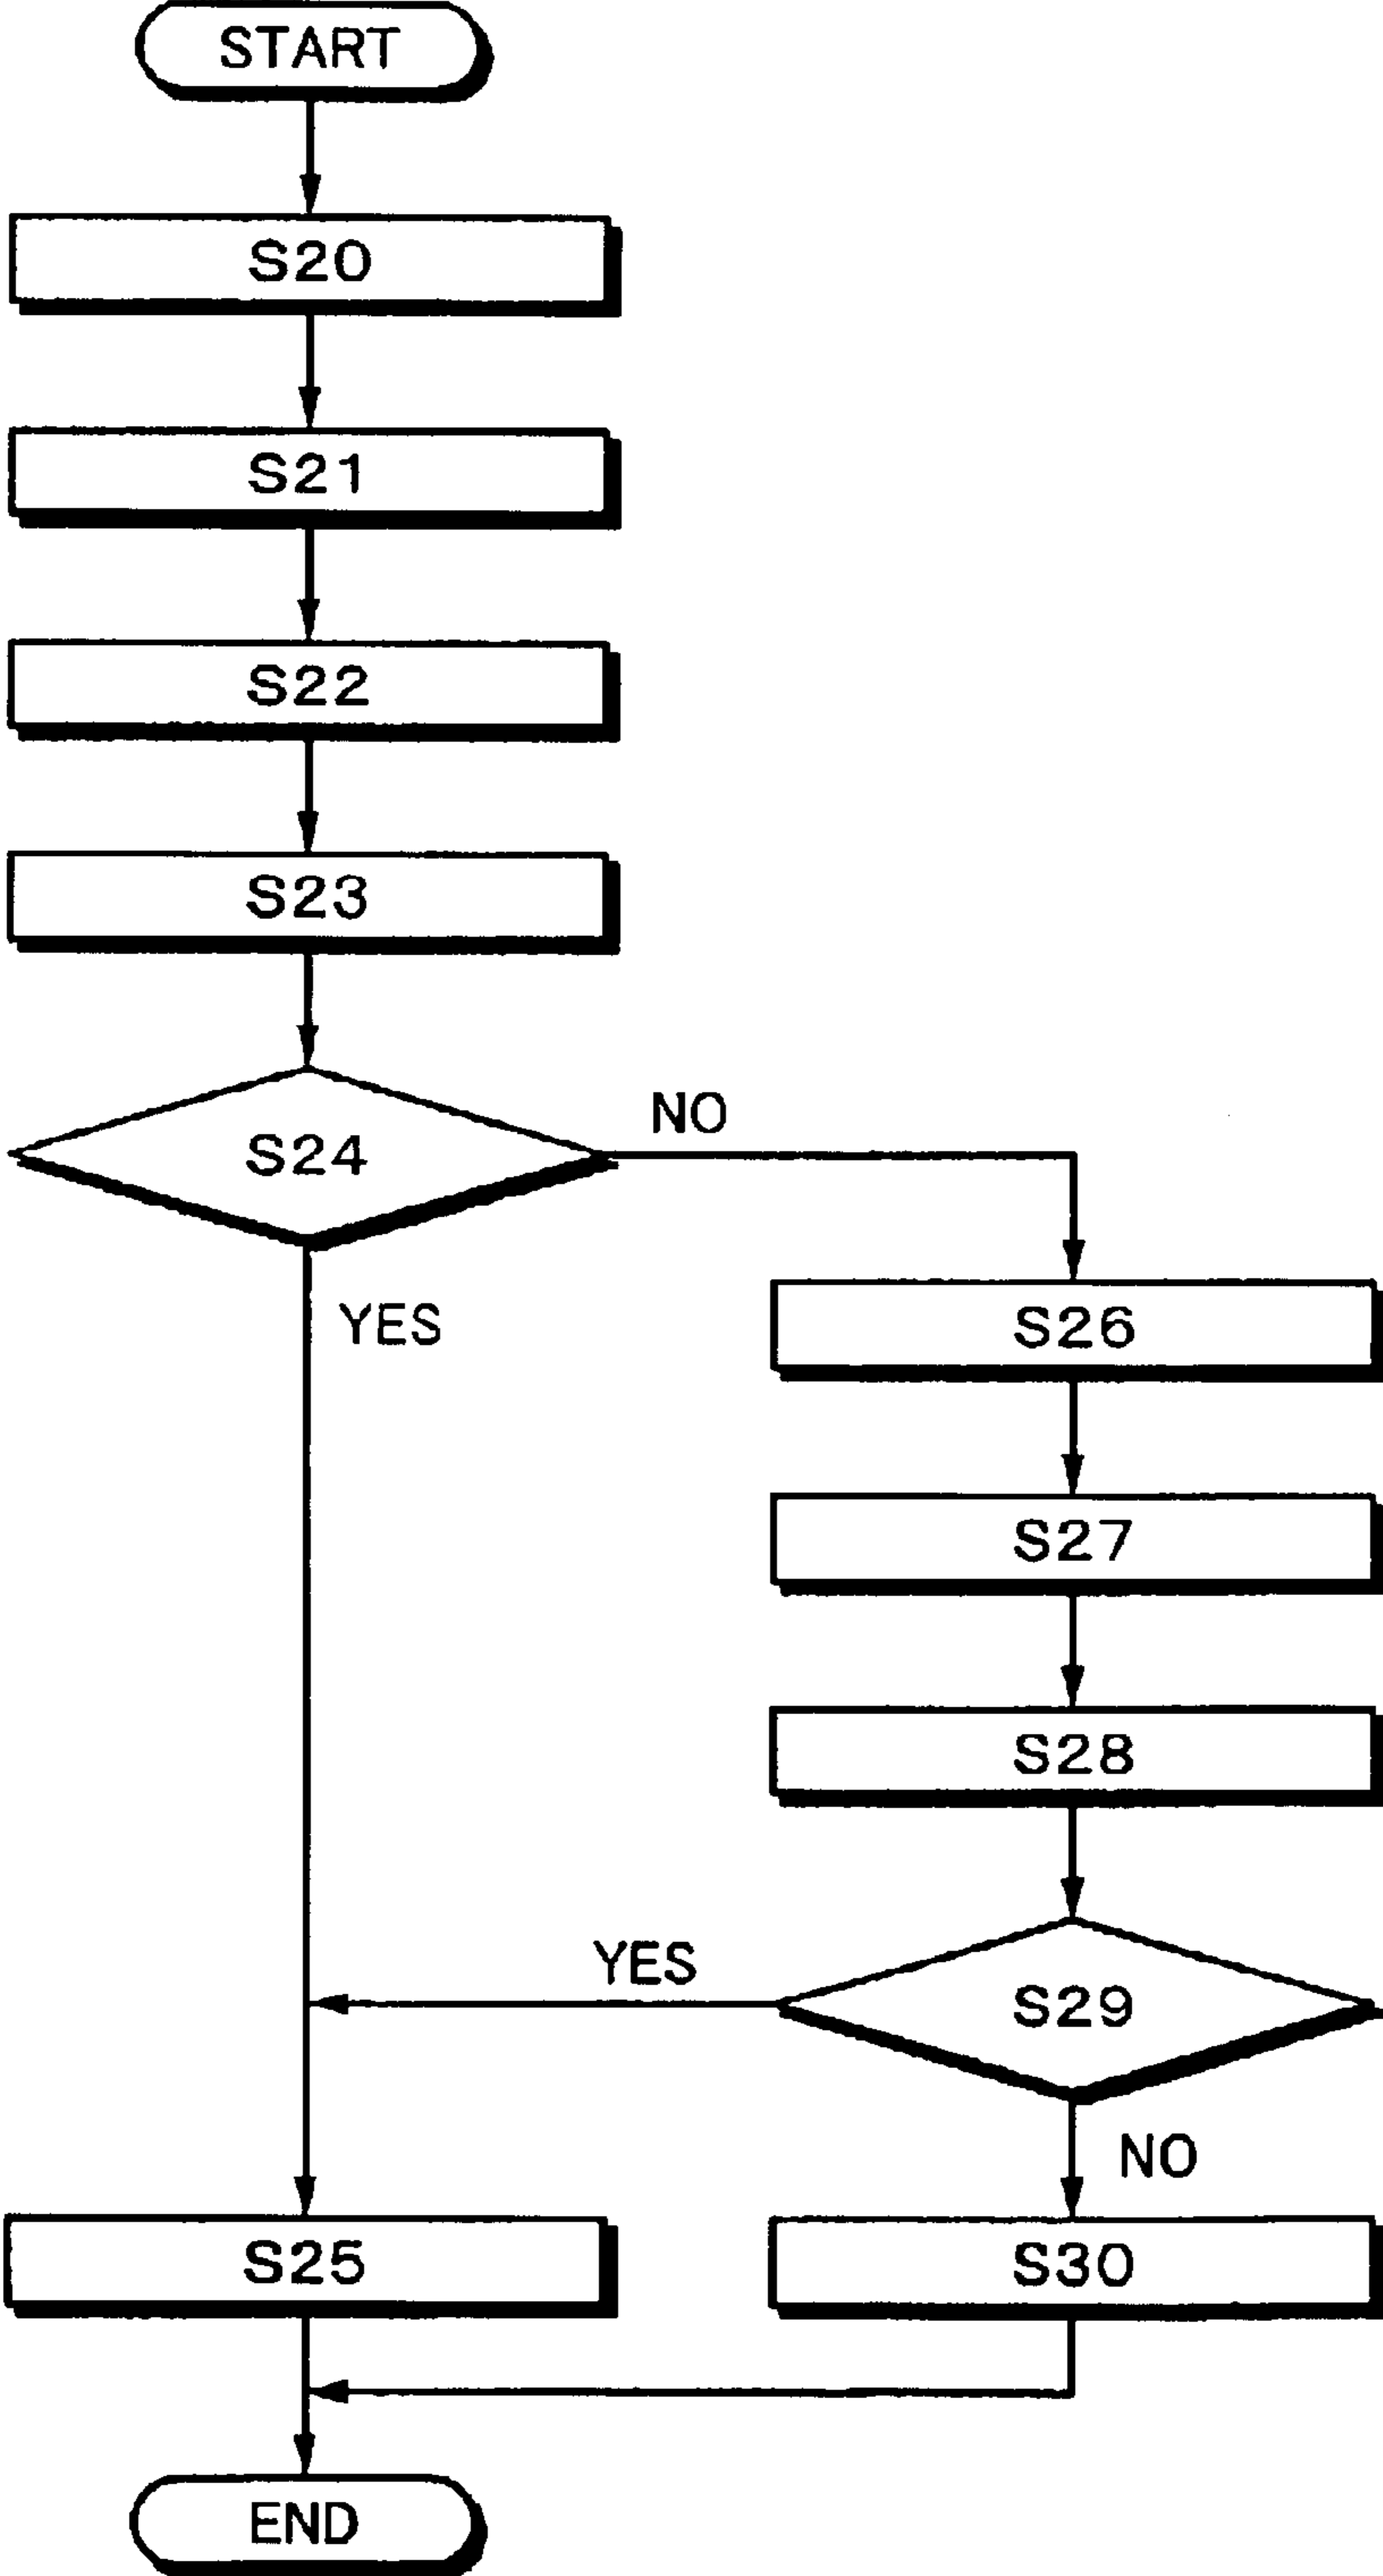 START
S20
S21
S22
S23
S24
NO
YES
S26
S27
S28
YES
S29
NO
S25
S30
END